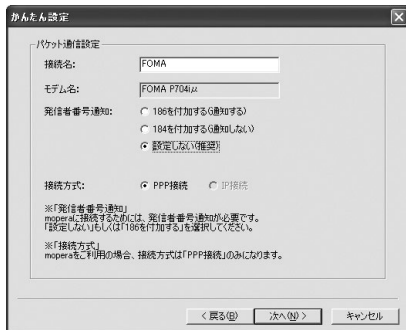 かんたん設定
パケット通信設定
接続名: FOMA
モデム名: FOMA P704iμ
発信者番号通知: 186を付加する(通知する)
184を付加する(通知しない)
設定しない(推奨)
接続方式: PPP接続 IP接続
※「発信者番号通知」
moperaに接続するためには、発信者番号通知が必要です。
「設定しない」もしくは「186を付加する」を選択してください。
※「接続方式」
moperaをご利用の場合、接続方式は「PPP接続」のみになります。
< 戻る(B) 次へ(N) > キャンセル